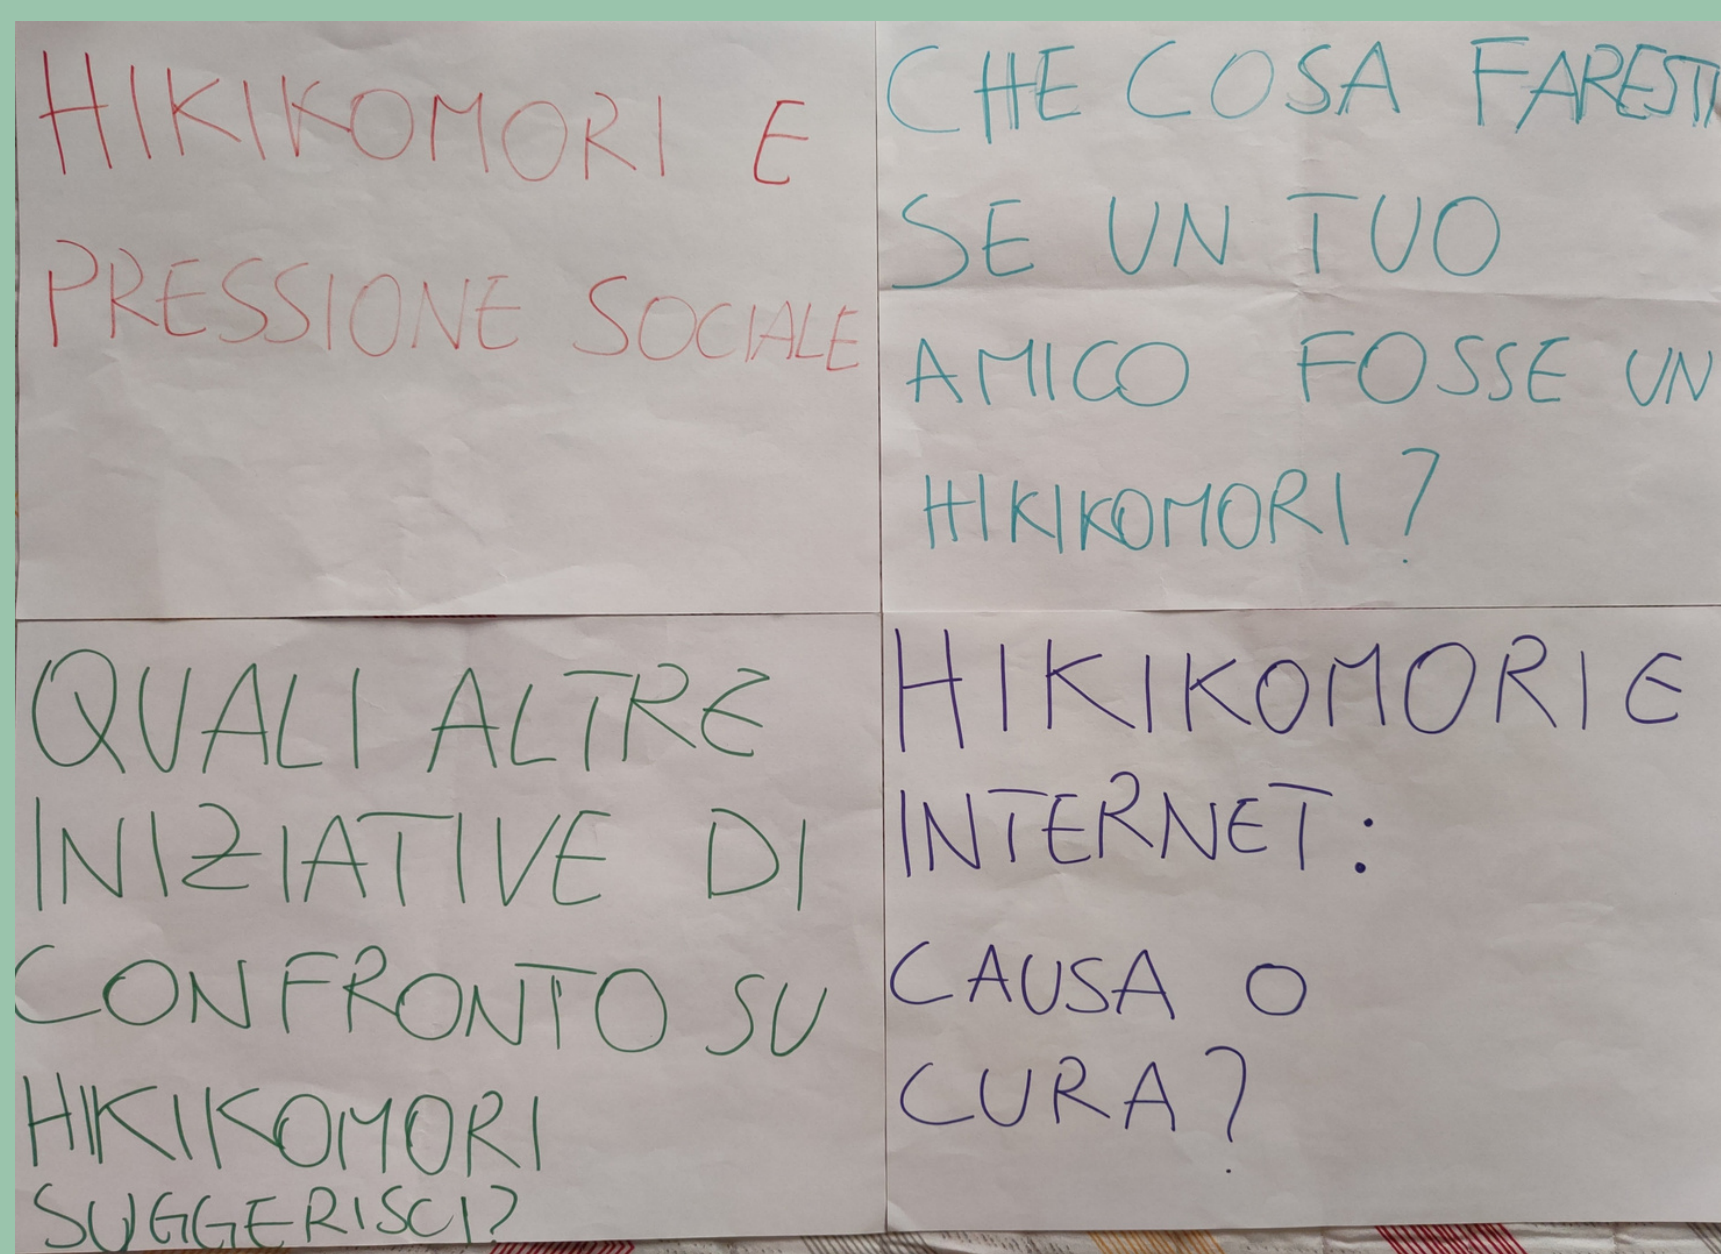 HIKIKOMORI E
PRESSIONE SOCIALE
CHE COSA FARESTI
SE UN TUO
AMICO FOSSE UN
HIKIKOMORI?
QUALI ALTRE
INIZIATIVE DI
CONFRONTO SU
HIKIKOMORI
SUGGERISCI?
HIKIKOMORI E
INTERNET:
CAUSA O
CURA?